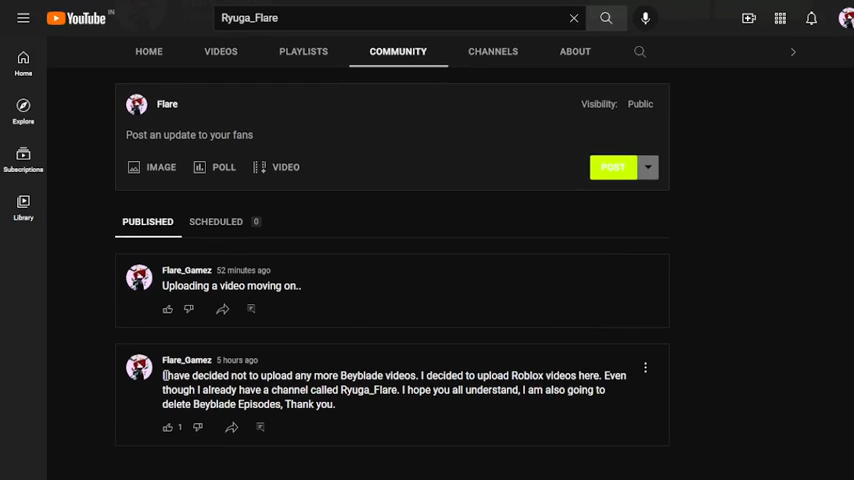 YouTube IN
Ryuga_Flare
HOME VIDEOS PLAYLISTS COMMUNITY CHANNELS ABOUT
Home
Explore
Subscriptions
Library
Flare
Visibility: Public
Post an update to your fans
IMAGE POLL VIDEO
POST
PUBLISHED SCHEDULED 0
Flare_Gamez 52 minutes ago
Uploading a video moving on..
Flare_Gamez 5 hours ago
I have decided not to upload any more Beyblade videos. I decided to upload Roblox videos here. Even
though I already have a channel called Ryuga_Flare. I hope you all understand, I am also going to
delete Beyblade Episodes, Thank you.
1